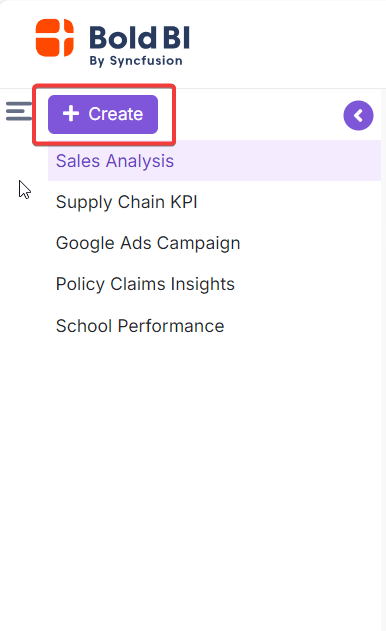 Bold BI
By Syncfusion
Create
Sales Analysis
Supply Chain KPI
Google Ads Campaign
Policy Claims Insights
School Performance